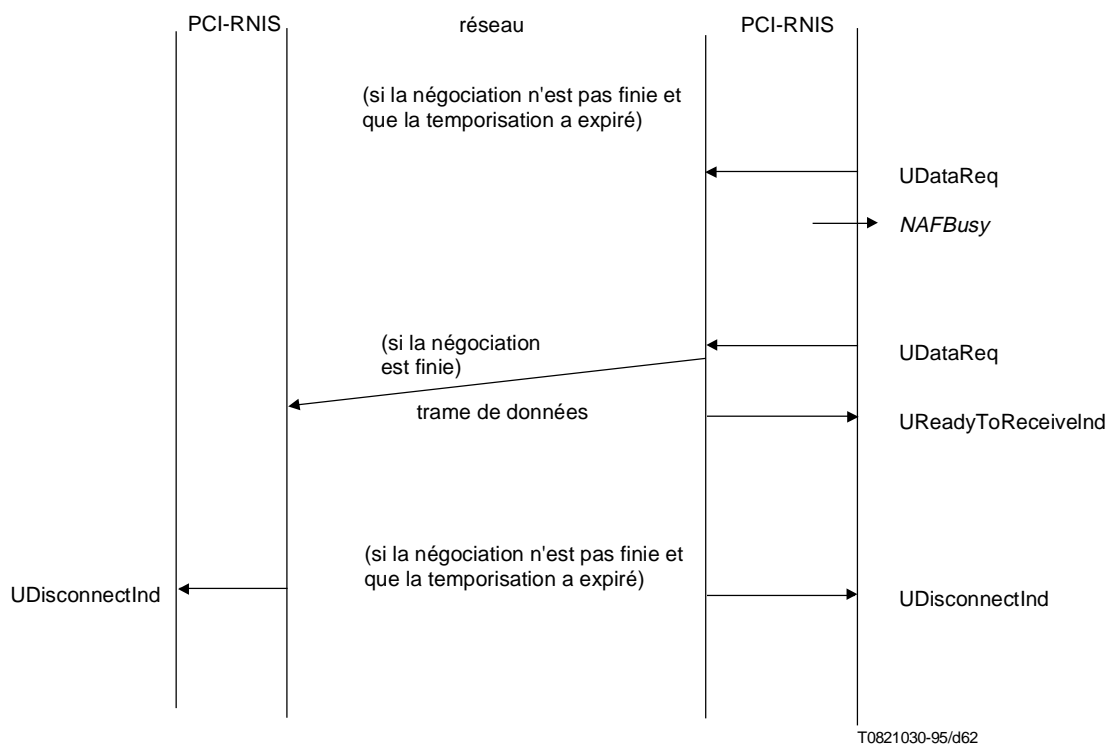 PCI-RNIS
réseau
PCI-RNIS
(si la négociation n'est pas finie et
que la temporisation a expiré)
UDataReq
NAFBusy
(si la négociation
est finie)
UDataReq
trame de données
UReadyToReceiveInd
(si la négociation n'est pas finie et
que la temporisation a expiré)
UDisconnectInd
UDisconnectInd
T0821030-95/d62